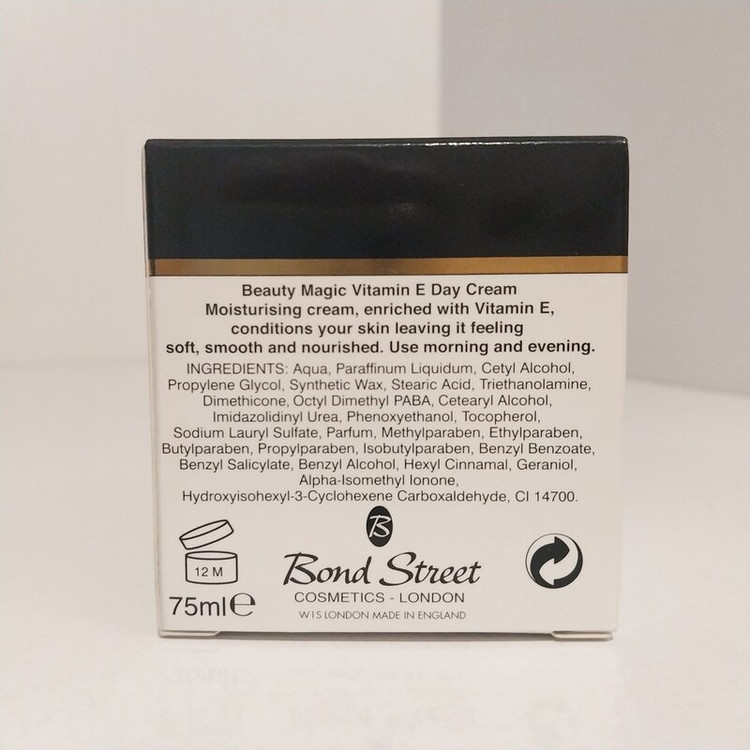 Beauty Magic Vitamin E Day Cream
Moisturising cream, enriched with Vitamin E,
conditions your skin leaving it feeling
soft, smooth and nourished. Use morning and evening.
INGREDIENTS: Aqua, Paraffinum Liquidum, Cetyl Alcohol,
Propylene Glycol, Synthetic Wax, Stearic Acid, Triethanolamine,
Dimethicone, Octyl Dimethyl PABA, Cetearyl Alcohol,
Imidazolidinyl Urea, Phenoxyethanol, Tocopherol,
Sodium Lauryl Sulfate, Parfum, Methylparaben, Ethylparaben,
Butylparaben, Propylparaben, Isobutylparaben, Benzyl Benzoate,
Benzyl Salicylate, Benzyl Alcohol, Hexyl Cinnamal, Geraniol,
Alpha-Isomethyl Ionone,
Hydroxyisohexyl-3-Cyclohexene Carboxaldehyde, CI 14700.
B
12 M
Bond Street
COSMETICS - LONDON
75ml℮
W1S LONDON MADE IN ENGLAND